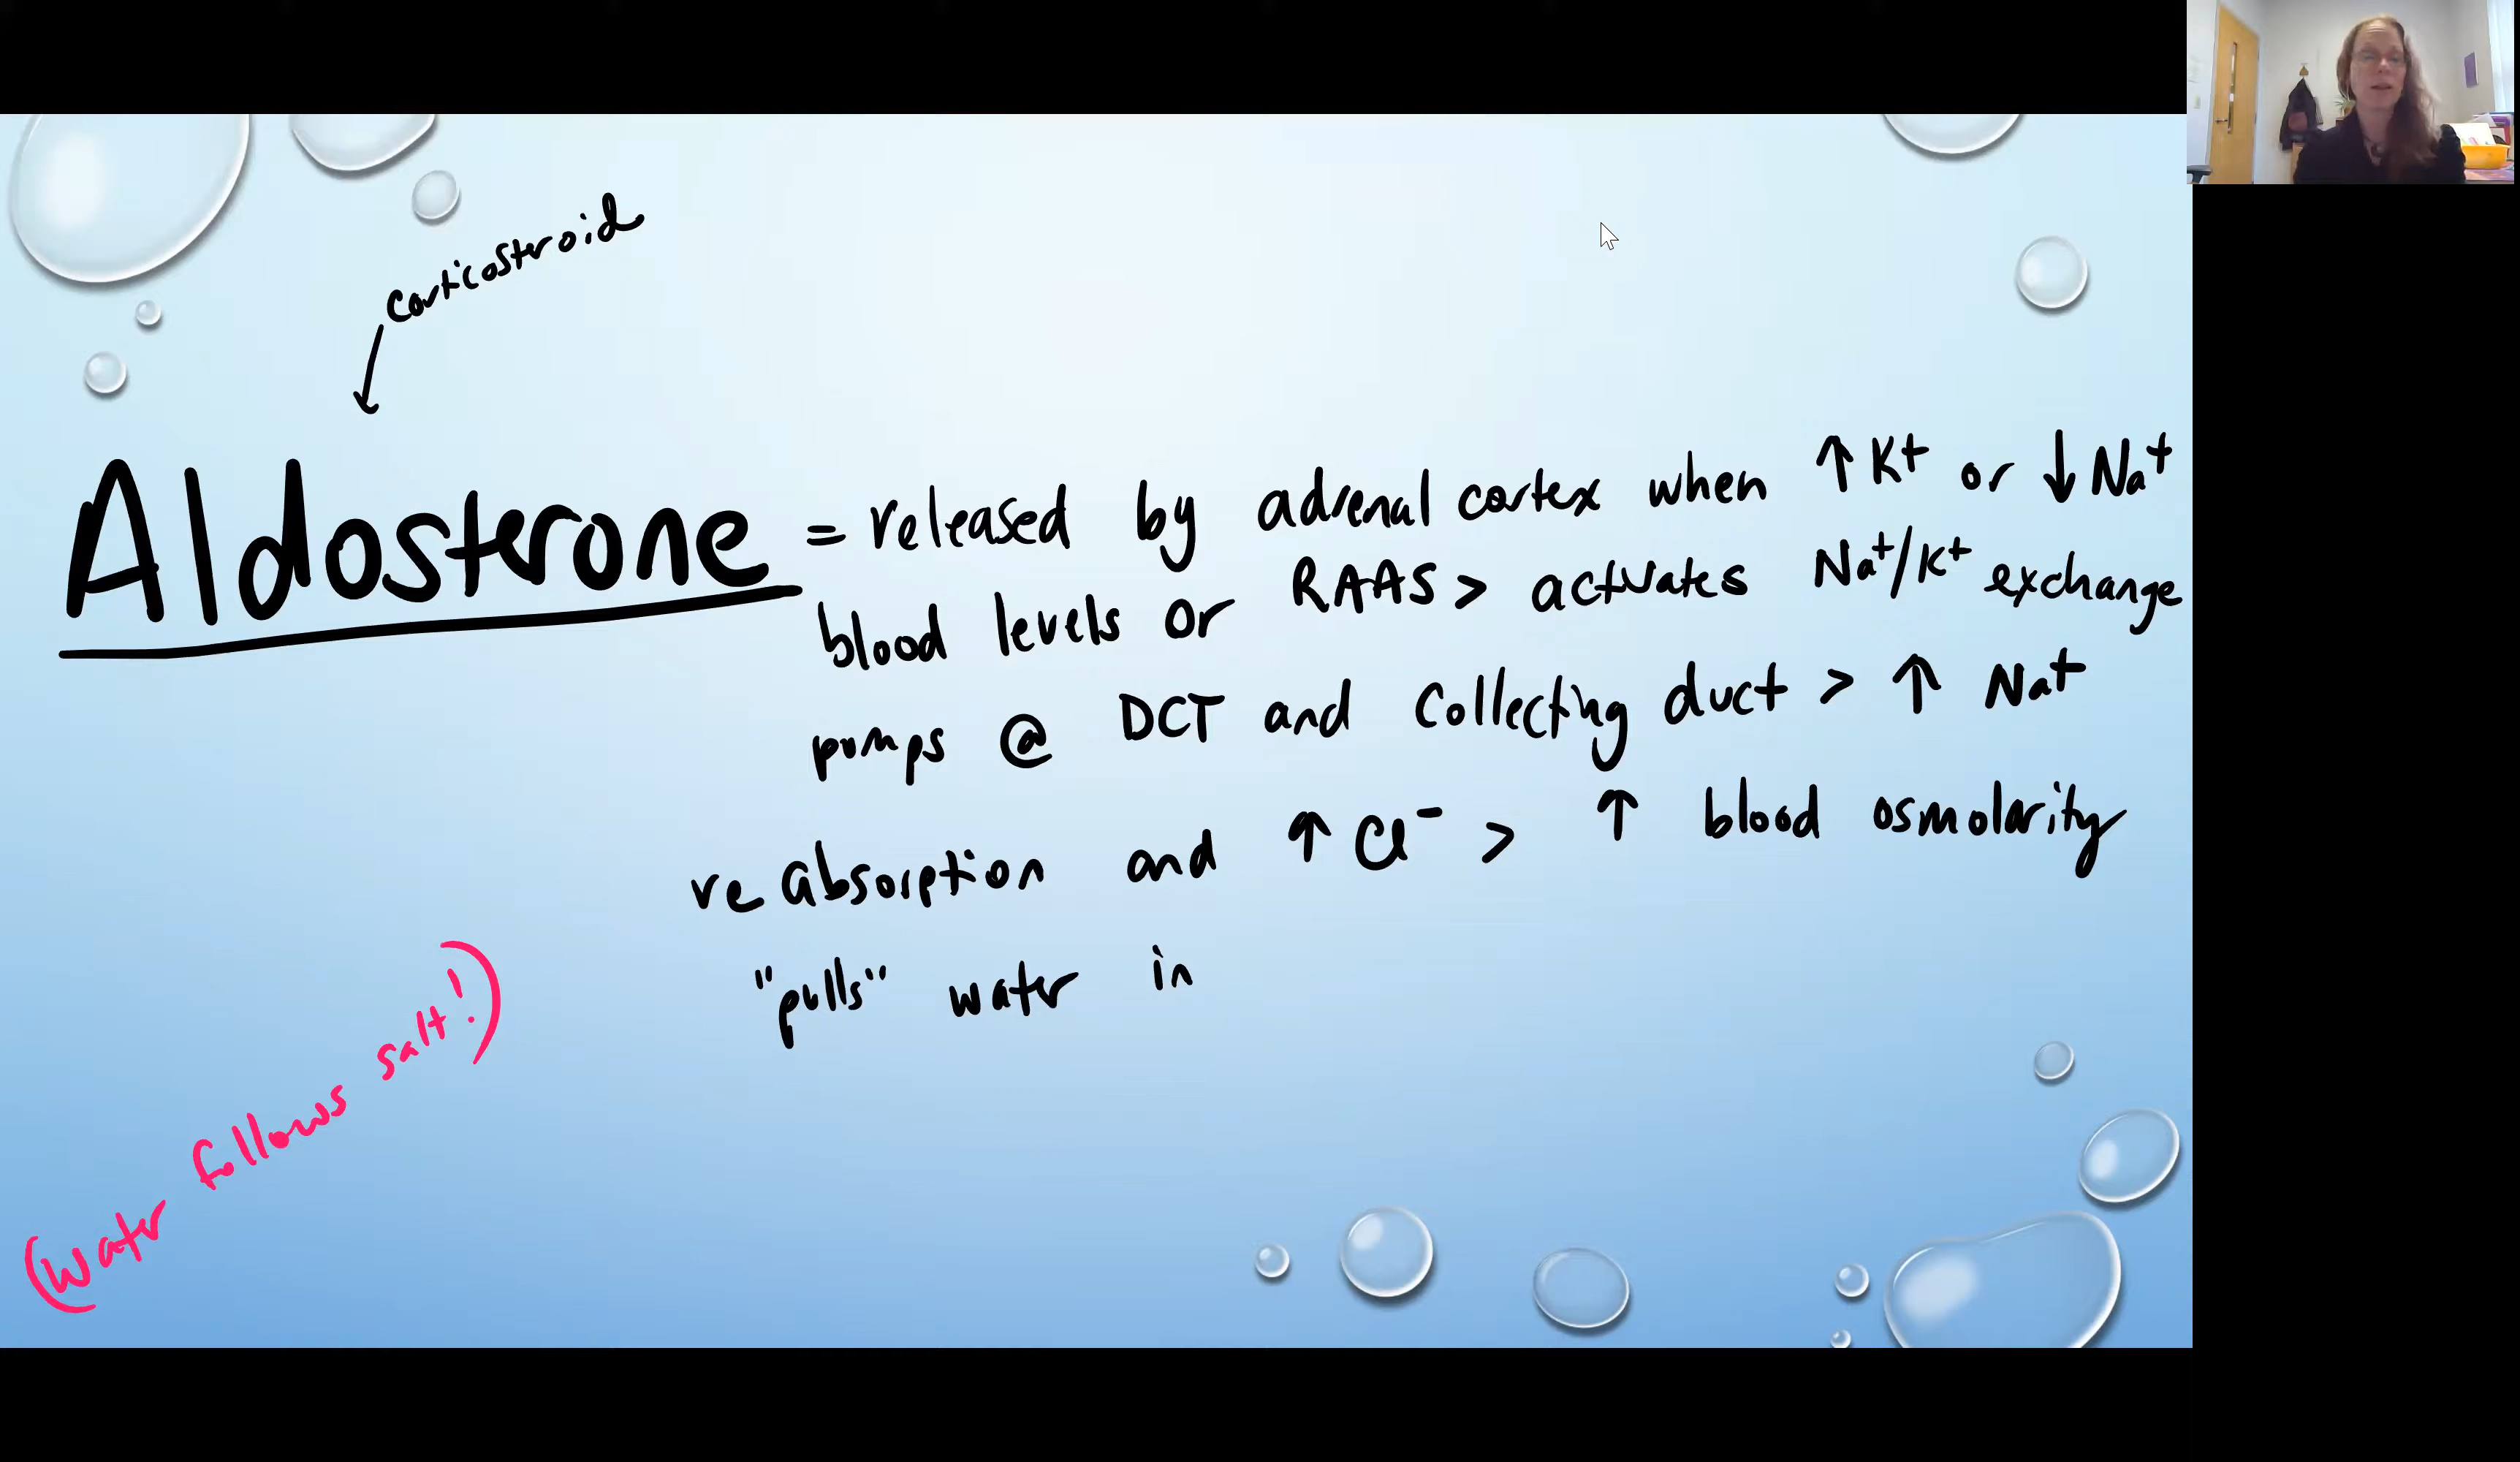 corticosteroid
Aldosterone = released by adrenal cortex when ↑ K+ or ↓ Na+
blood levels or RAAS > activates Na+/K+ exchange
pumps @ DCT and collecting duct > ↑ Na+
reabsorption and ↑ Cl- > ↑ blood osmolarity
"pulls" water in
(Water follows salt!)